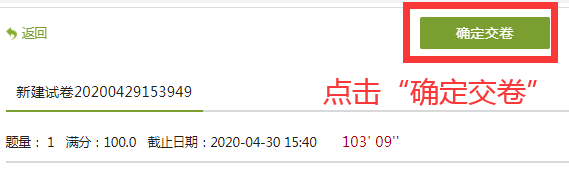 返回
确定交卷
新建试卷20200429153949
点击“确定交卷”
题量： 1 满分：100.0 截止日期：2020-04-30 15:40 103' 09''